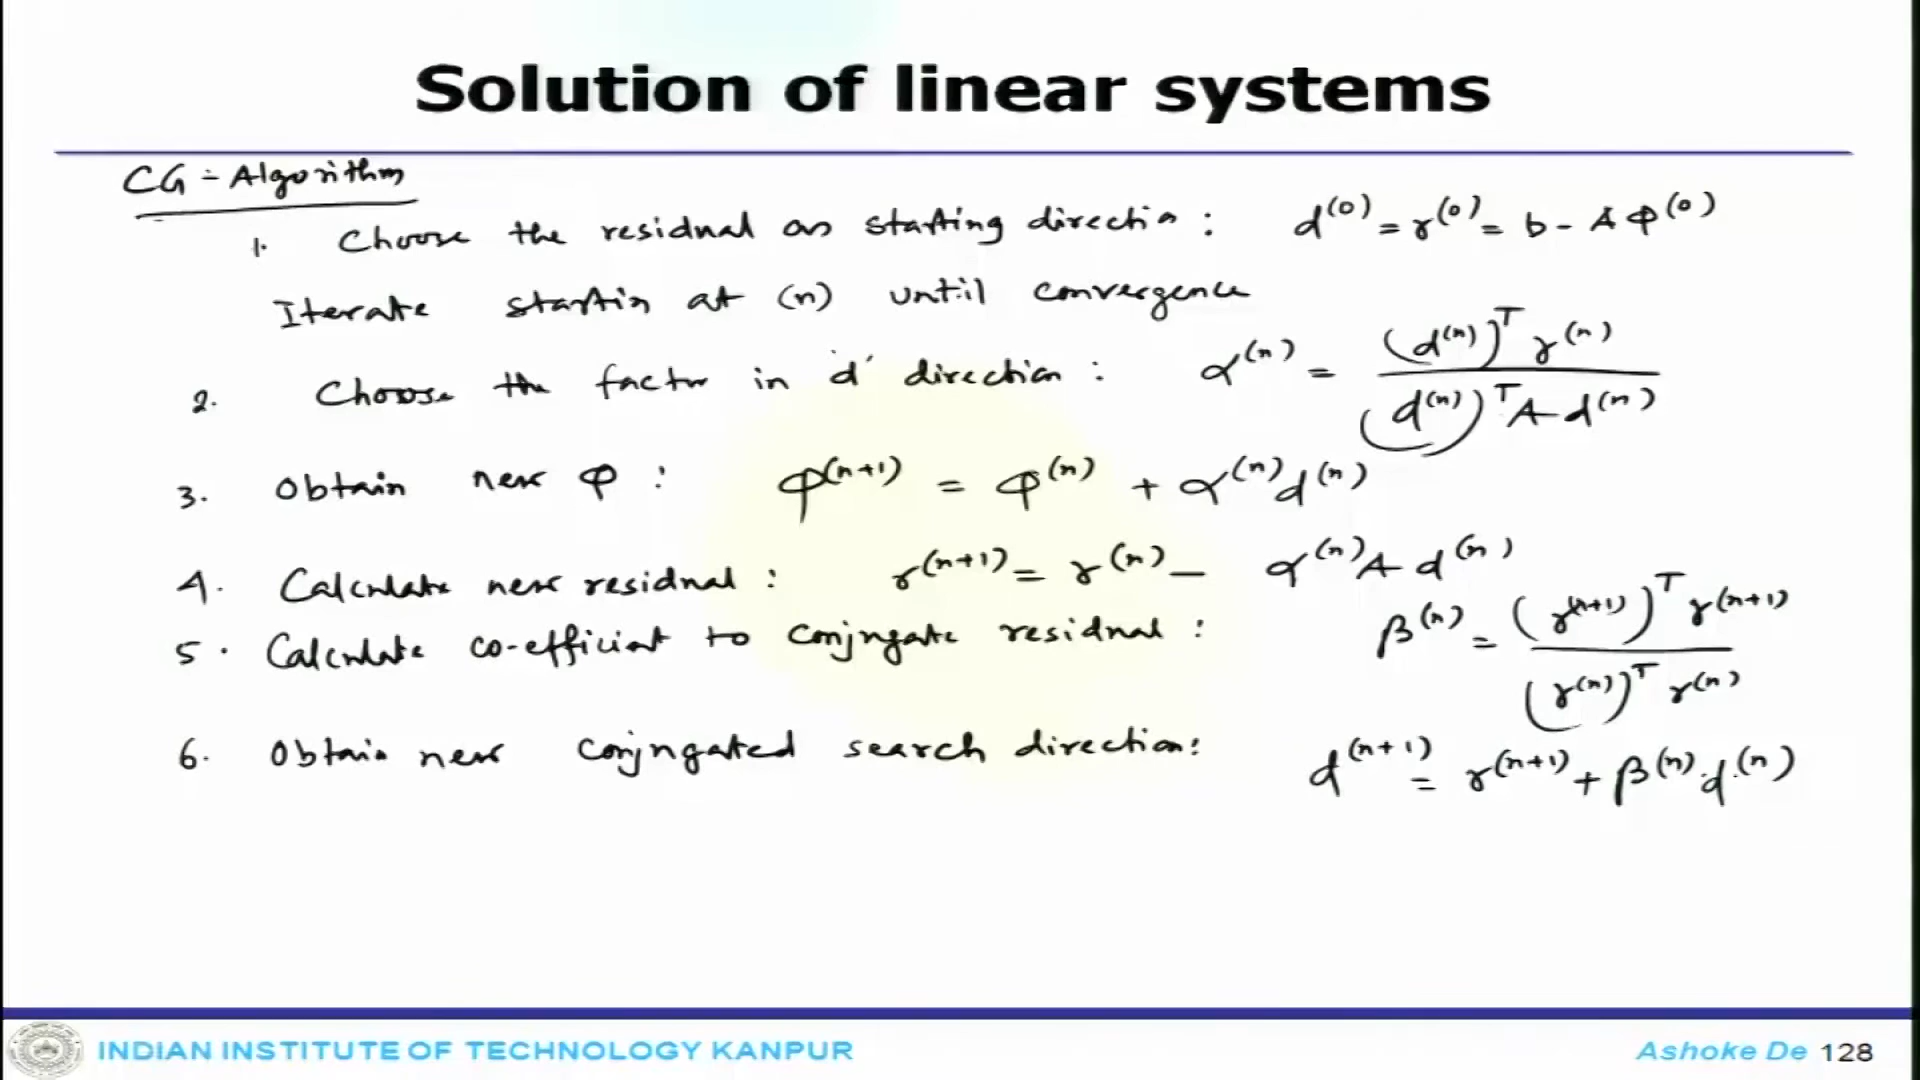 Solution of linear systems
CG - Algorithm
1. Choose the residual as starting direction : d^(0) = r^(0) = b - A φ^(0)
Iterate starting at (n) until convergence
2. Choose the factor in 'd' direction : α^(n) = (d^(n))^T r^(n) / (d^(n))^T A d^(n)
3. Obtain new φ : φ^(n+1) = φ^(n) + α^(n) d^(n)
4. Calculate new residual : r^(n+1) = r^(n) - α^(n) A d^(n)
5. Calculate co-efficient to conjugate residual : β^(n) = (r^(n+1))^T r^(n+1) / (r^(n))^T r^(n)
6. Obtain new conjugated search direction : d^(n+1) = r^(n+1) + β^(n) d^(n)
INDIAN INSTITUTE OF TECHNOLOGY KANPUR
Ashoke De 128